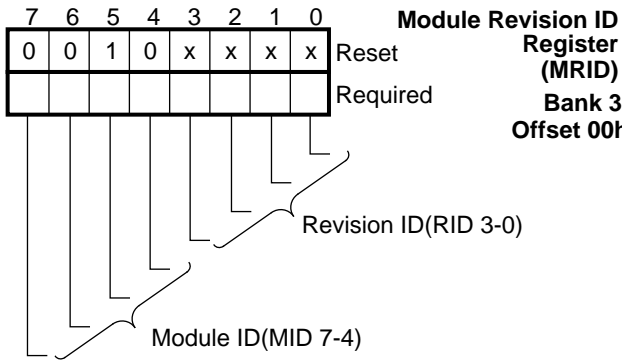 7 6 5 4 3 2 1 0
Module Revision ID
Register
(MRID)
Bank 3
Offset 00h
0 0 1 0 x x x x Reset
Required
Revision ID(RID 3-0)
Module ID(MID 7-4)